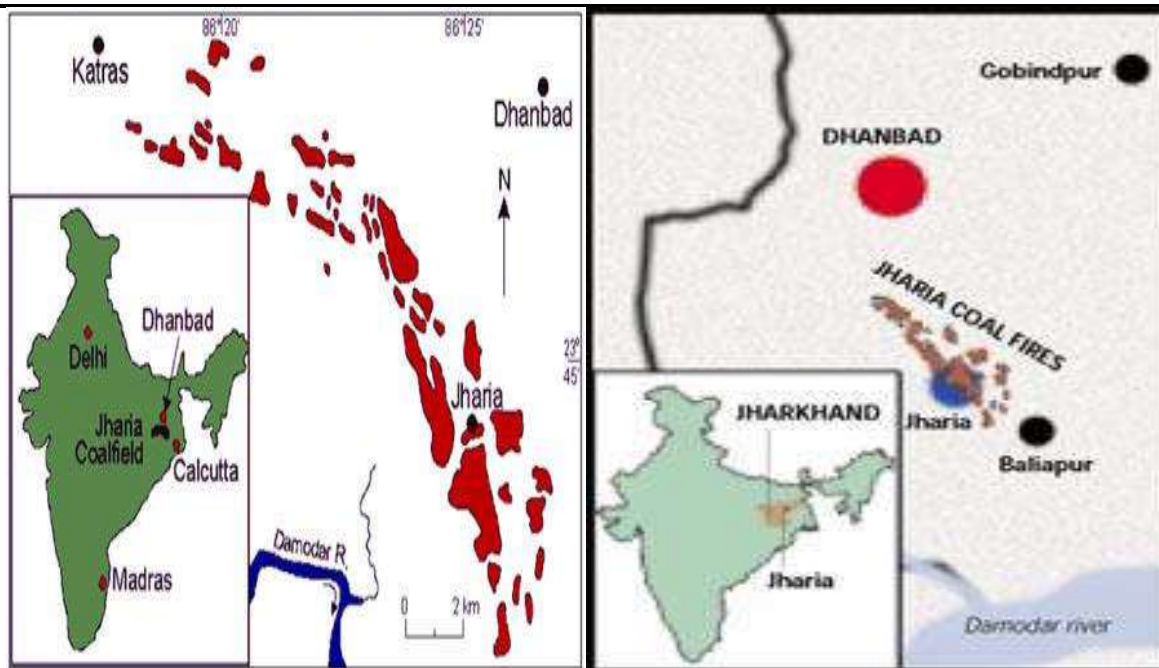 86°20'
86°25'
Katras
Dhanbad
N
23°
45'
Jharia
Damodar R.
0 2 km
Dhanbad
Delhi
Jharia
Coalfield
Calcutta
Madras
Gobindpur
DHANBAD
JHARIA COAL FIRES
Jharia
Baliapur
Damodar river
JHARKHAND
Jharia